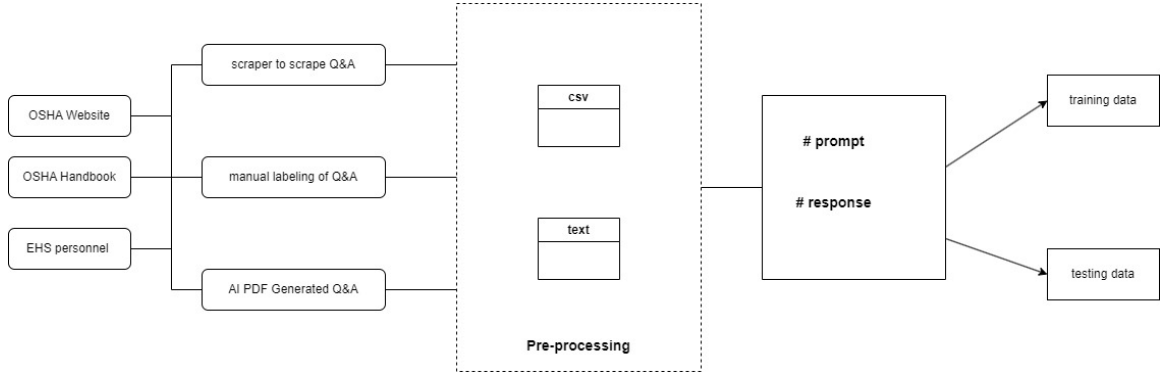 OSHA Website
OSHA Handbook
EHS personnel
scraper to scrape Q&A
manual labeling of Q&A
AI PDF Generated Q&A
csv
text
Pre-processing
# prompt
# response
training data
testing data